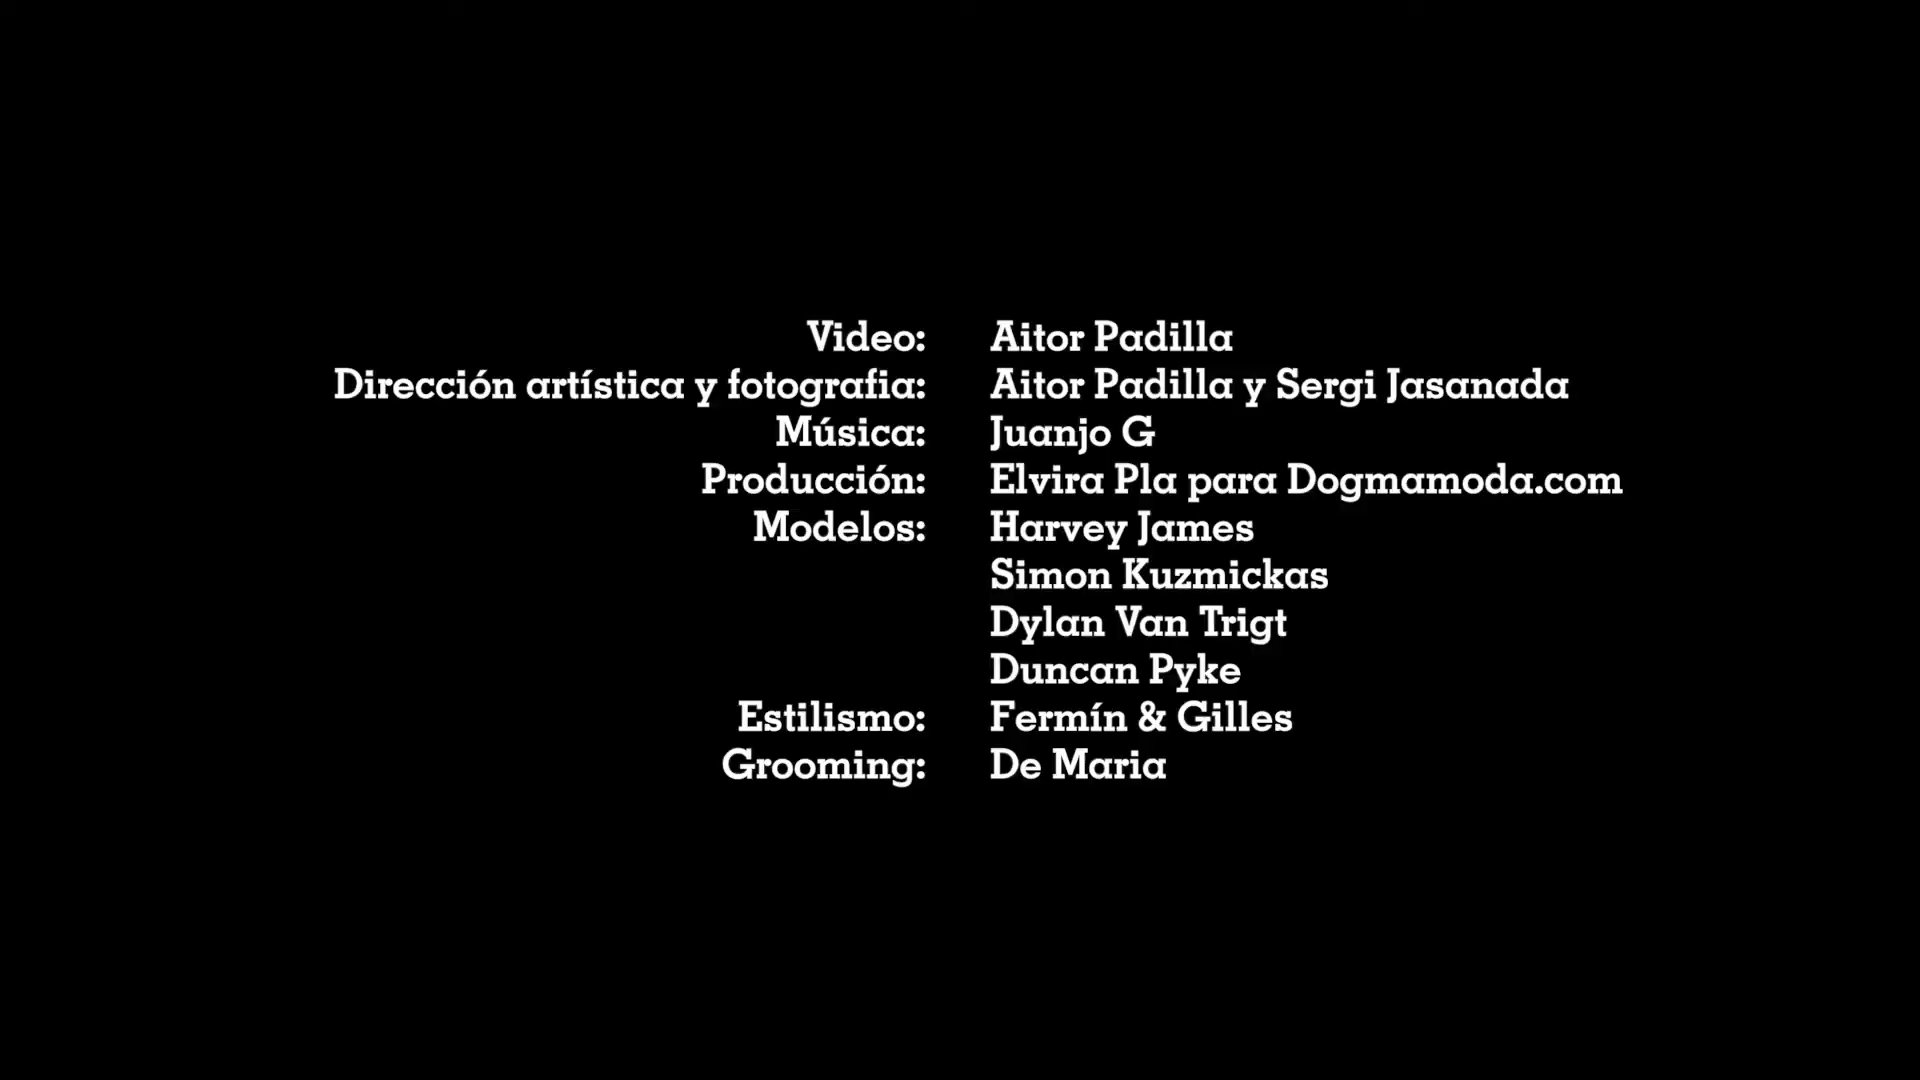 Video: Aitor Padilla
Dirección artística y fotografia: Aitor Padilla y Sergi Jasanada
Música: Juanjo G
Producción: Elvira Pla para Dogmamoda.com
Modelos: Harvey James
Simon Kuzmickas
Dylan Van Trigt
Duncan Pyke
Estilismo: Fermín & Gilles
Grooming: De Maria